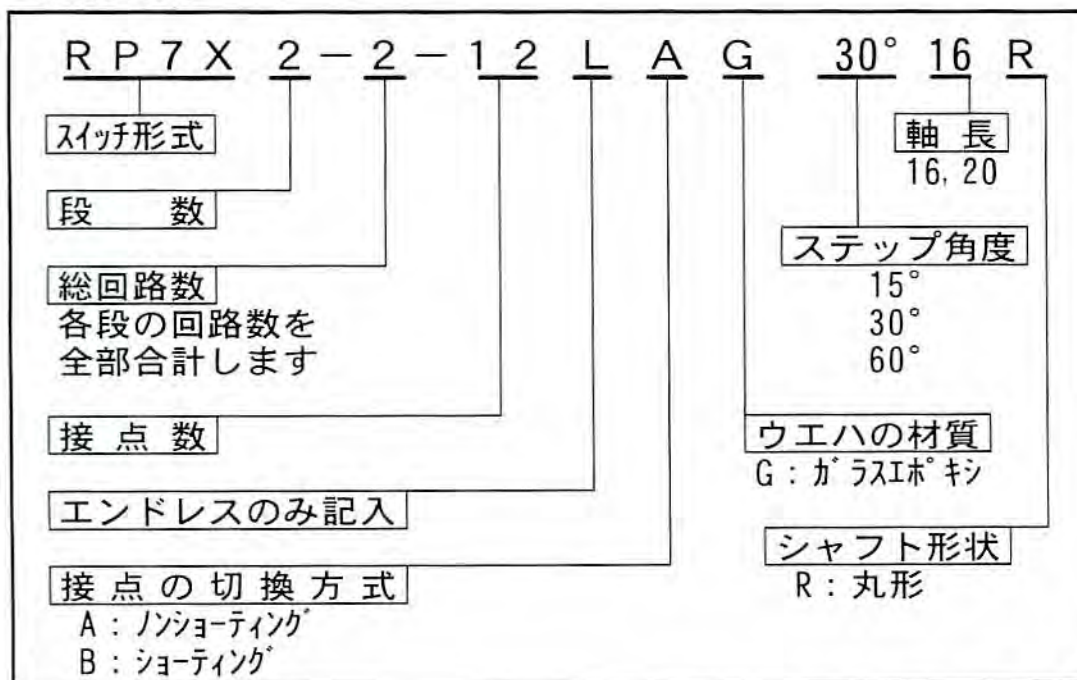 RP7X 2-2-12 L A G 30° 16 R
スイッチ形式
軸長
16, 20
段数
ステップ角度
15°
30°
60°
総回路数
各段の回路数を
全部合計します
接点数
ウエハの材質
G : ガラスエポキシ
エンドレスのみ記入
シャフト形状
R : 丸形
接点の切換方式
A : ノンショーティング
B : ショーティング